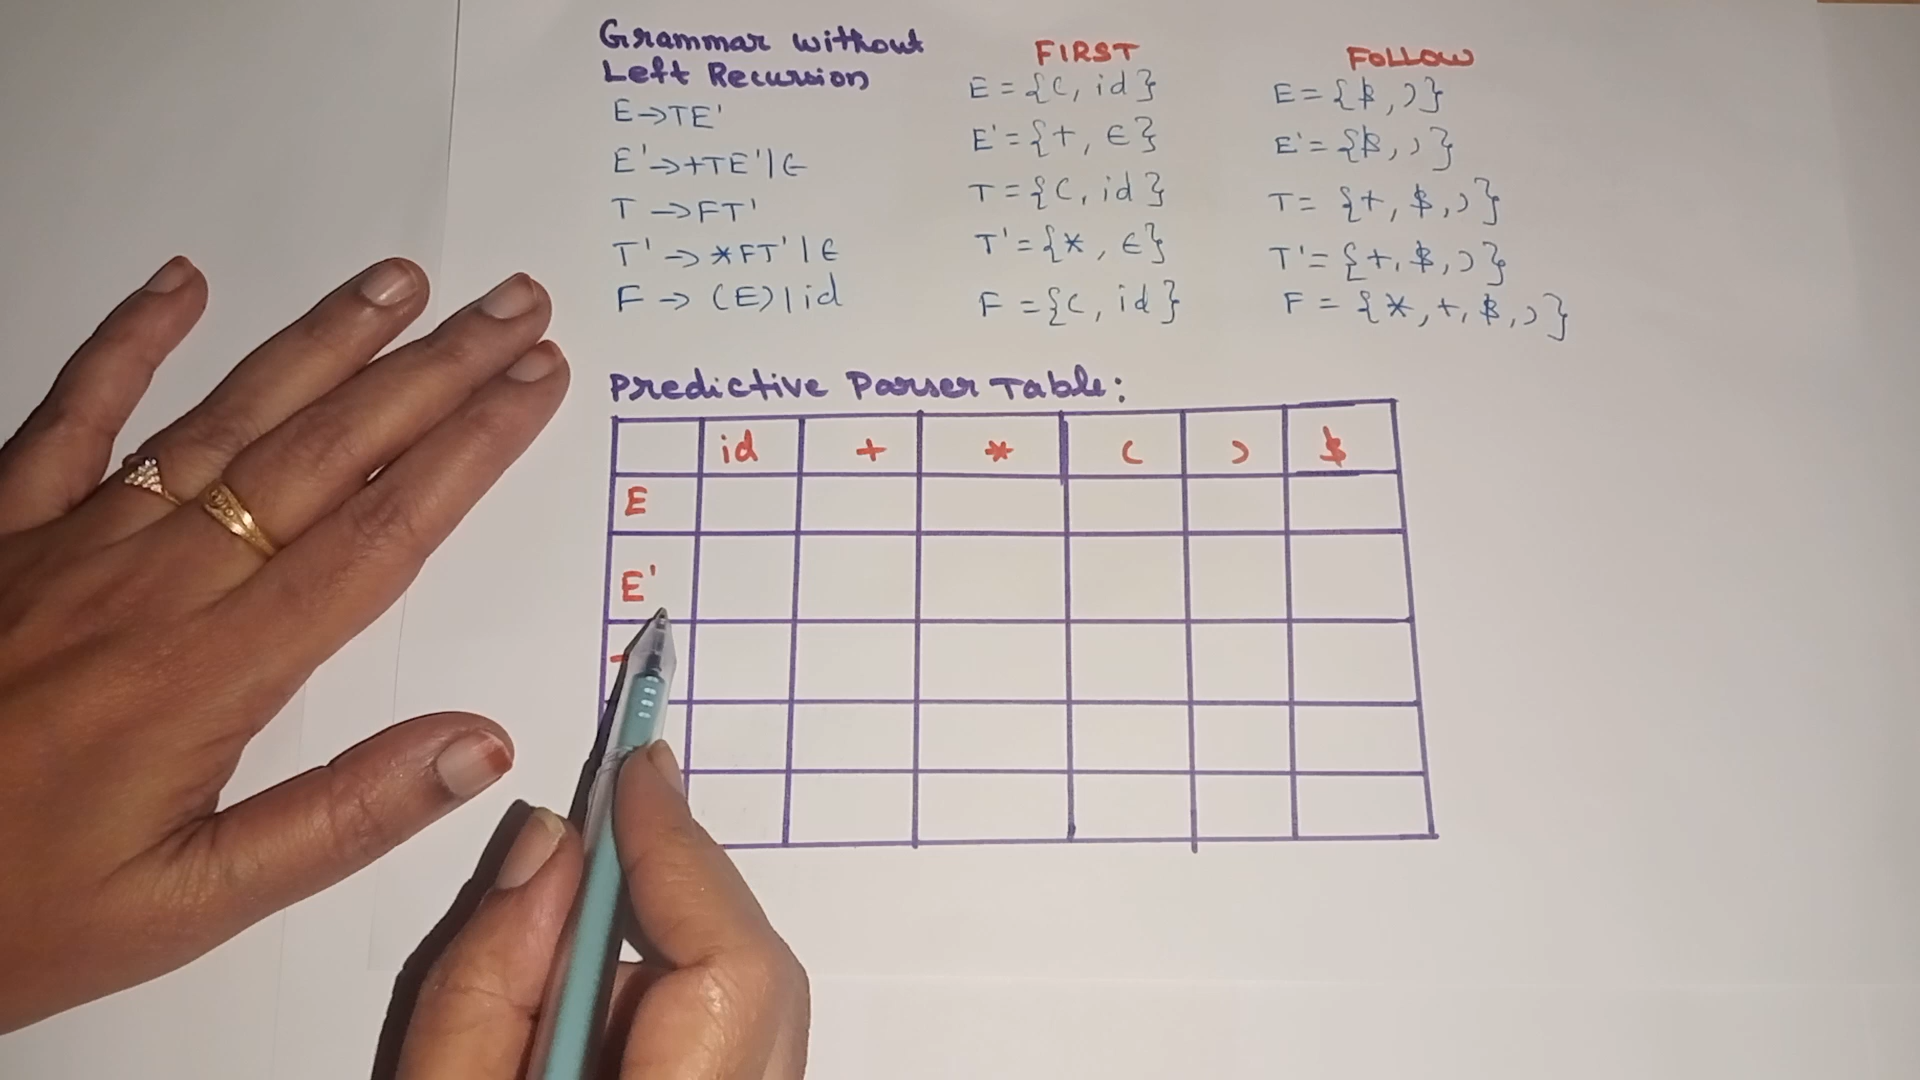 Grammar without
Left Recursion
E→TE'
E'→+TE'|ϵ
T→FT'
T'→*FT'|ϵ
F→(E)|id
FIRST
E={(, id}
E'={+, ϵ}
T={(, id}
T'={*, ϵ}
F={(, id}
FOLLOW
E={$,)}
E'={$,)}
T={+,$,)}
T'={+,$,)}
F={*,+,$,)}
Predictive Parser Table:
id + * ( ) $
E
E'